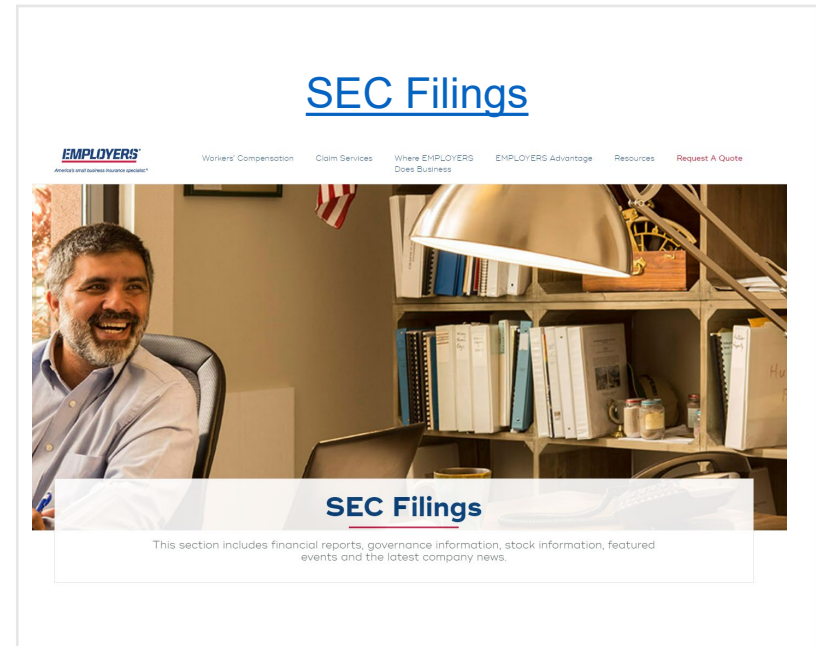 SEC Filings
EMPLOYERS®
America's small business insurance specialist.®
Workers' Compensation
Claim Services
Where EMPLOYERS
Does Business
EMPLOYERS Advantage
Resources
Request A Quote
SEC Filings
This section includes financial reports, governance information, stock information, featured
events and the latest company news.